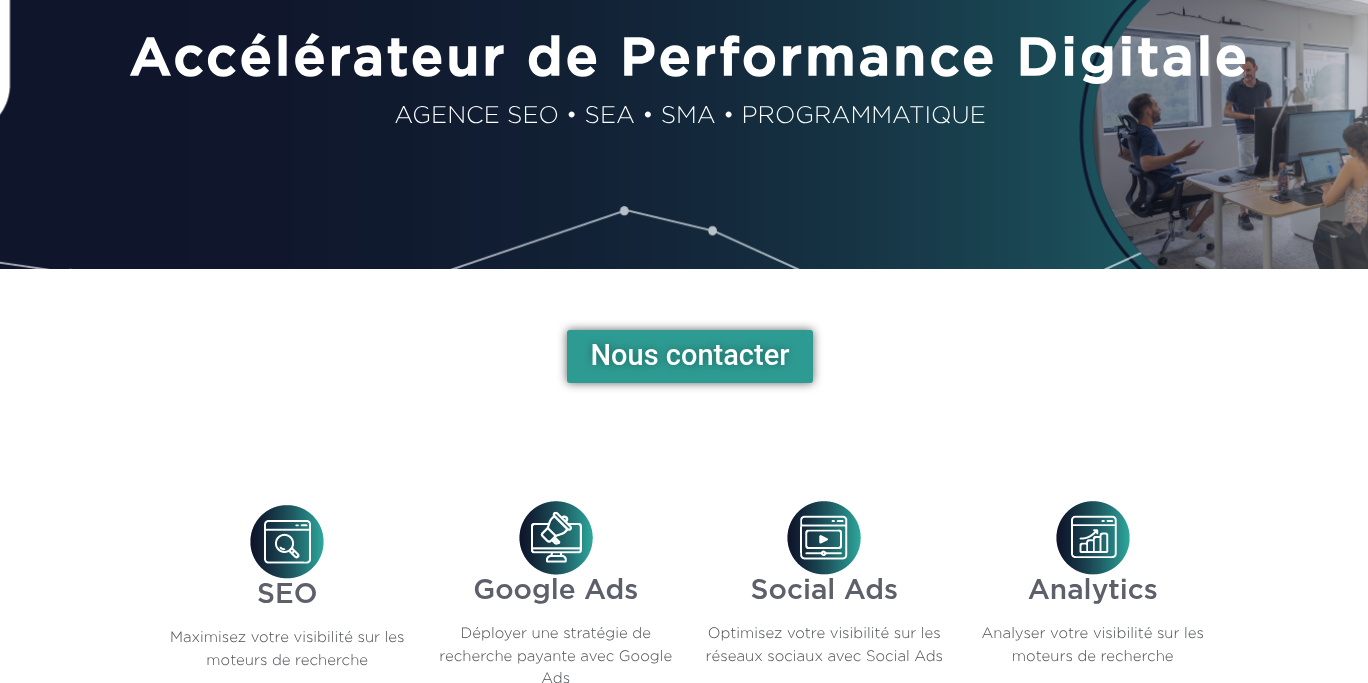 Accélérateur de Performance Digitale
AGENCE SEO • SEA • SMA • PROGRAMMATIQUE
Nous contacter
SEO
Maximisez votre visibilité sur les
moteurs de recherche
Google Ads
Déployer une stratégie de
recherche payante avec Google
Ads
Social Ads
Optimisez votre visibilité sur les
réseaux sociaux avec Social Ads
Analytics
Analyser votre visibilité sur les
moteurs de recherche